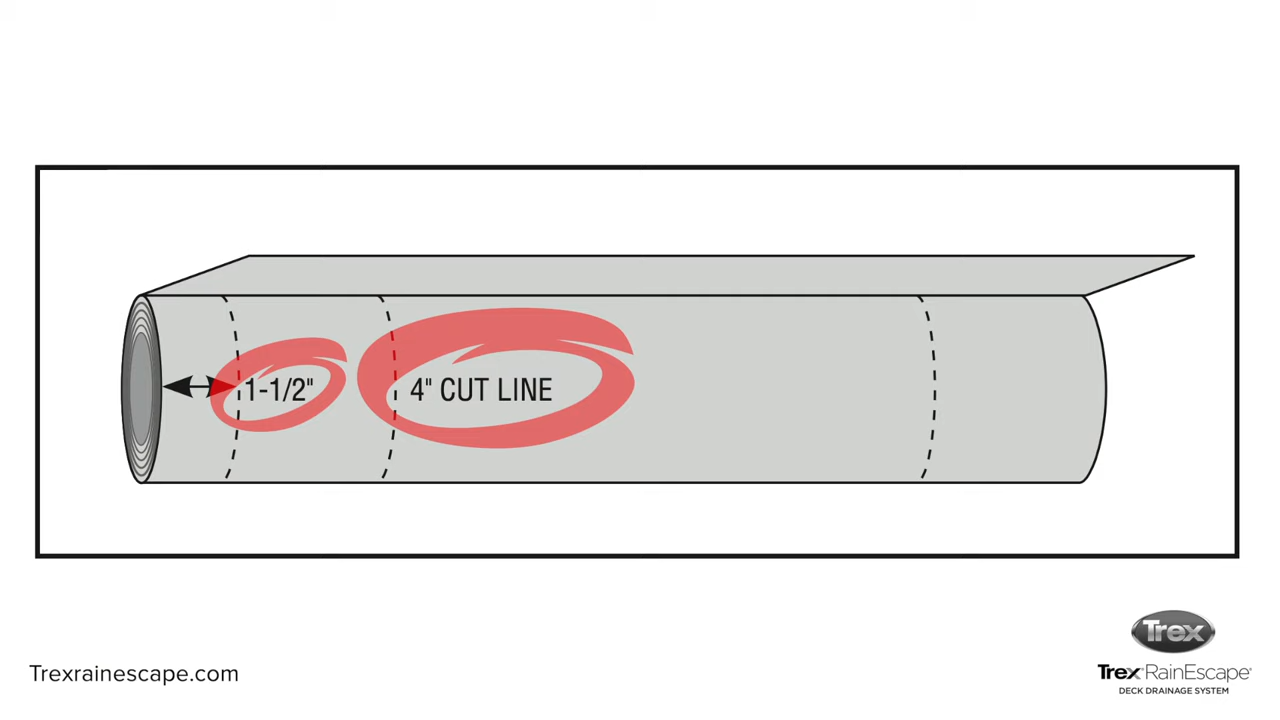 1-1/2"
4" CUT LINE
Trexrainescape.com
Trex
Trex® RainEscape®
DECK DRAINAGE SYSTEM